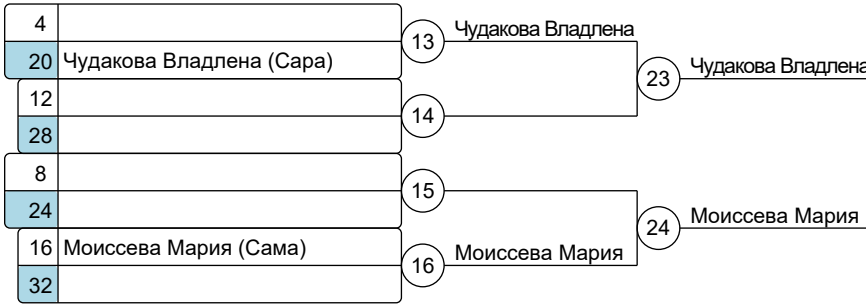 4
20 Чудакова Владлена (Сара)
12
28
8
24
16 Моиссева Мария (Сама)
32
13 Чудакова Владлена
14
15
16 Моиссева Мария
23 Чудакова Владлена
24 Моиссева Мария